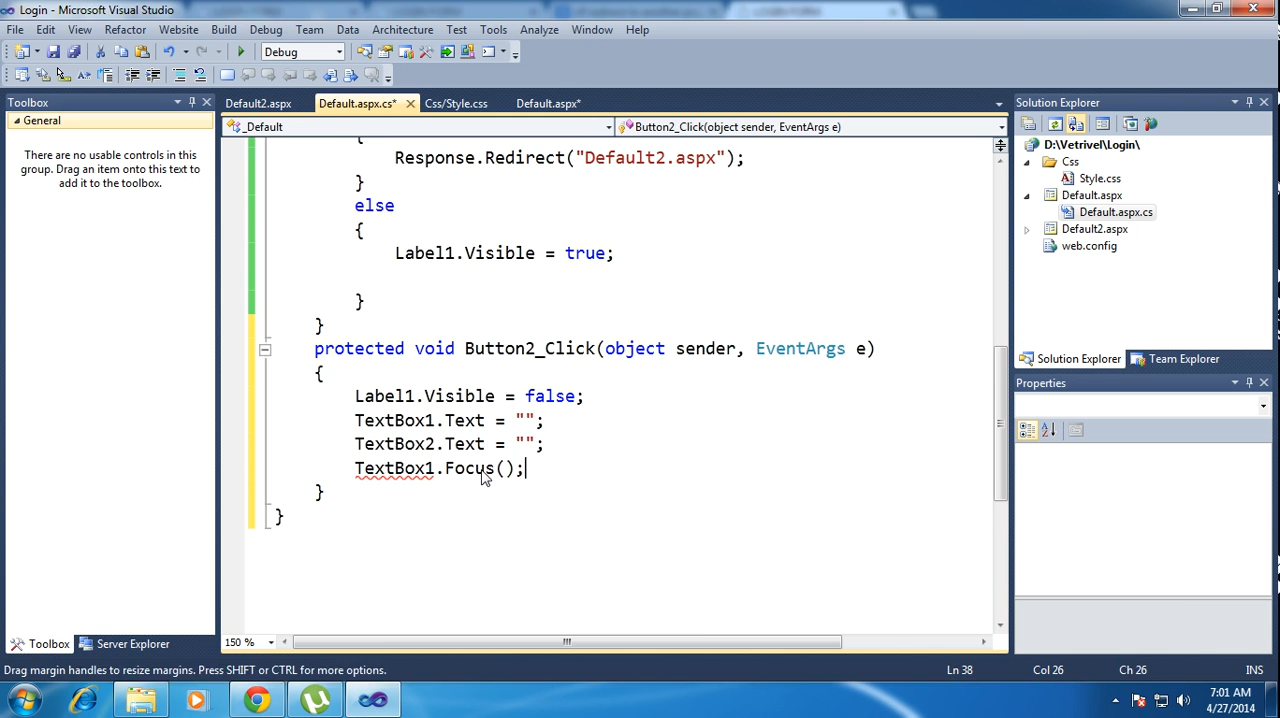 Login - Microsoft Visual Studio
File Edit View Refactor Website Build Debug Team Data Architecture Test Tools Analyze Window Help
Debug
Toolbox
General
There are no usable controls in this
group. Drag an item onto this text to
add it to the toolbox.
Toolbox Server Explorer
Default2.aspx Default.aspx.cs* Css/Style.css Default.aspx*
_Default Button2_Click(object sender, EventArgs e)
{
Response.Redirect("Default2.aspx");
}
else
{
Label1.Visible = true;
}
}
protected void Button2_Click(object sender, EventArgs e)
{
Label1.Visible = false;
TextBox1.Text = "";
TextBox2.Text = "";
TextBox1.Focus();
}
}
150 %
Solution Explorer
D:\Vetrivel\Login\
Css
Style.css
Default.aspx
Default.aspx.cs
Default2.aspx
web.config
Solution Explorer Team Explorer
Properties
Drag margin handles to resize margins. Press SHIFT or CTRL for more options. Ln 38 Col 26 Ch 26 INS
7:01 AM
4/27/2014